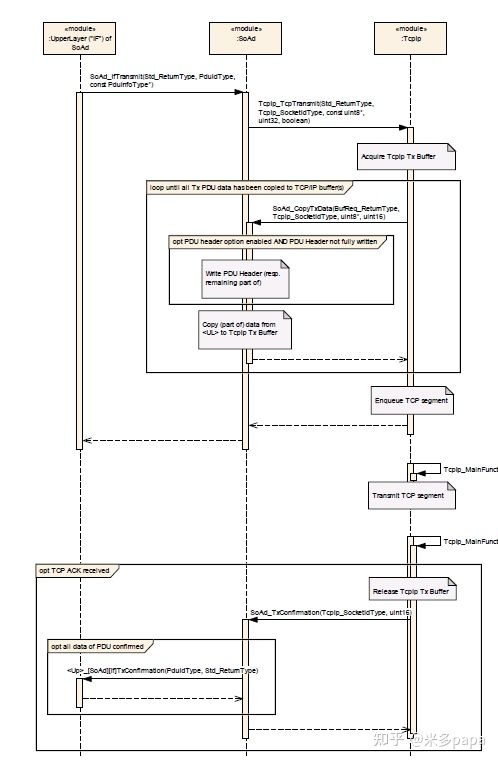 «module»
:UpperLayer ("IF") of
SoAd
«module»
:SoAd
«module»
:TcpIp
SoAd_IfTransmit(Std_ReturnType, PduIdType,
const PduInfoType*)
TcpIp_TcpTransmit(Std_ReturnType,
TcpIp_SocketIdType, const uint8*,
uint32, boolean)
Acquire TcpIp Tx Buffer
loop until all Tx PDU data has been copied to TCP/IP buffer(s)
SoAd_CopyTxData(BufReq_ReturnType,
TcpIp_SocketIdType, uint8*, uint16)
opt PDU header option enabled AND PDU Header not fully written
Write PDU Header (resp.
remaining part of)
Copy (part of) data from
<UL> to TcpIp Tx Buffer
Enqueue TCP segment
TcpIp_MainFunct
Transmit TCP segment
TcpIp_MainFunct
opt TCP ACK received
Release TcpIp Tx Buffer
SoAd_TxConfirmation(TcpIp_SocketIdType, uint16)
opt all data of PDU confirmed
<Up>_[SoAd][If]TxConfirmation(PduIdType, Std_ReturnType)
知乎 @米多papa